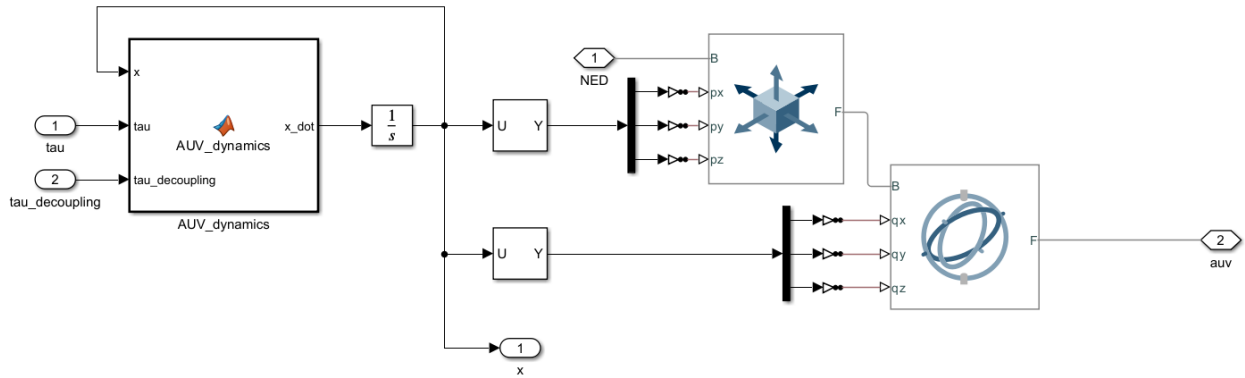 x
tau
tau_decoupling
AUV_dynamics
x_dot
AUV_dynamics
1
tau
2
tau_decoupling
1
s
U Y
U Y
1
NED
B
px
py
pz
F
B
qx
qy
qz
F
2
auv
1
x